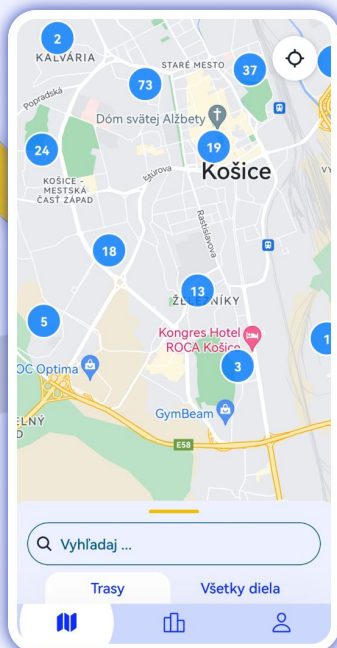 2
KALVÁRIA
STARÉ MESTO
37
73
Popradská
Dóm svätej Alžbety
24
19
Košice
Štúrova
KOŠICE -
MESTSKÁ
ČASŤ ZÁPAD
Rastislavova
18
13
5
Kongres Hotel
ROCA Košice
3
OC Optima
GymBeam
E58
Vyhľadaj ...
Trasy
Všetky diela